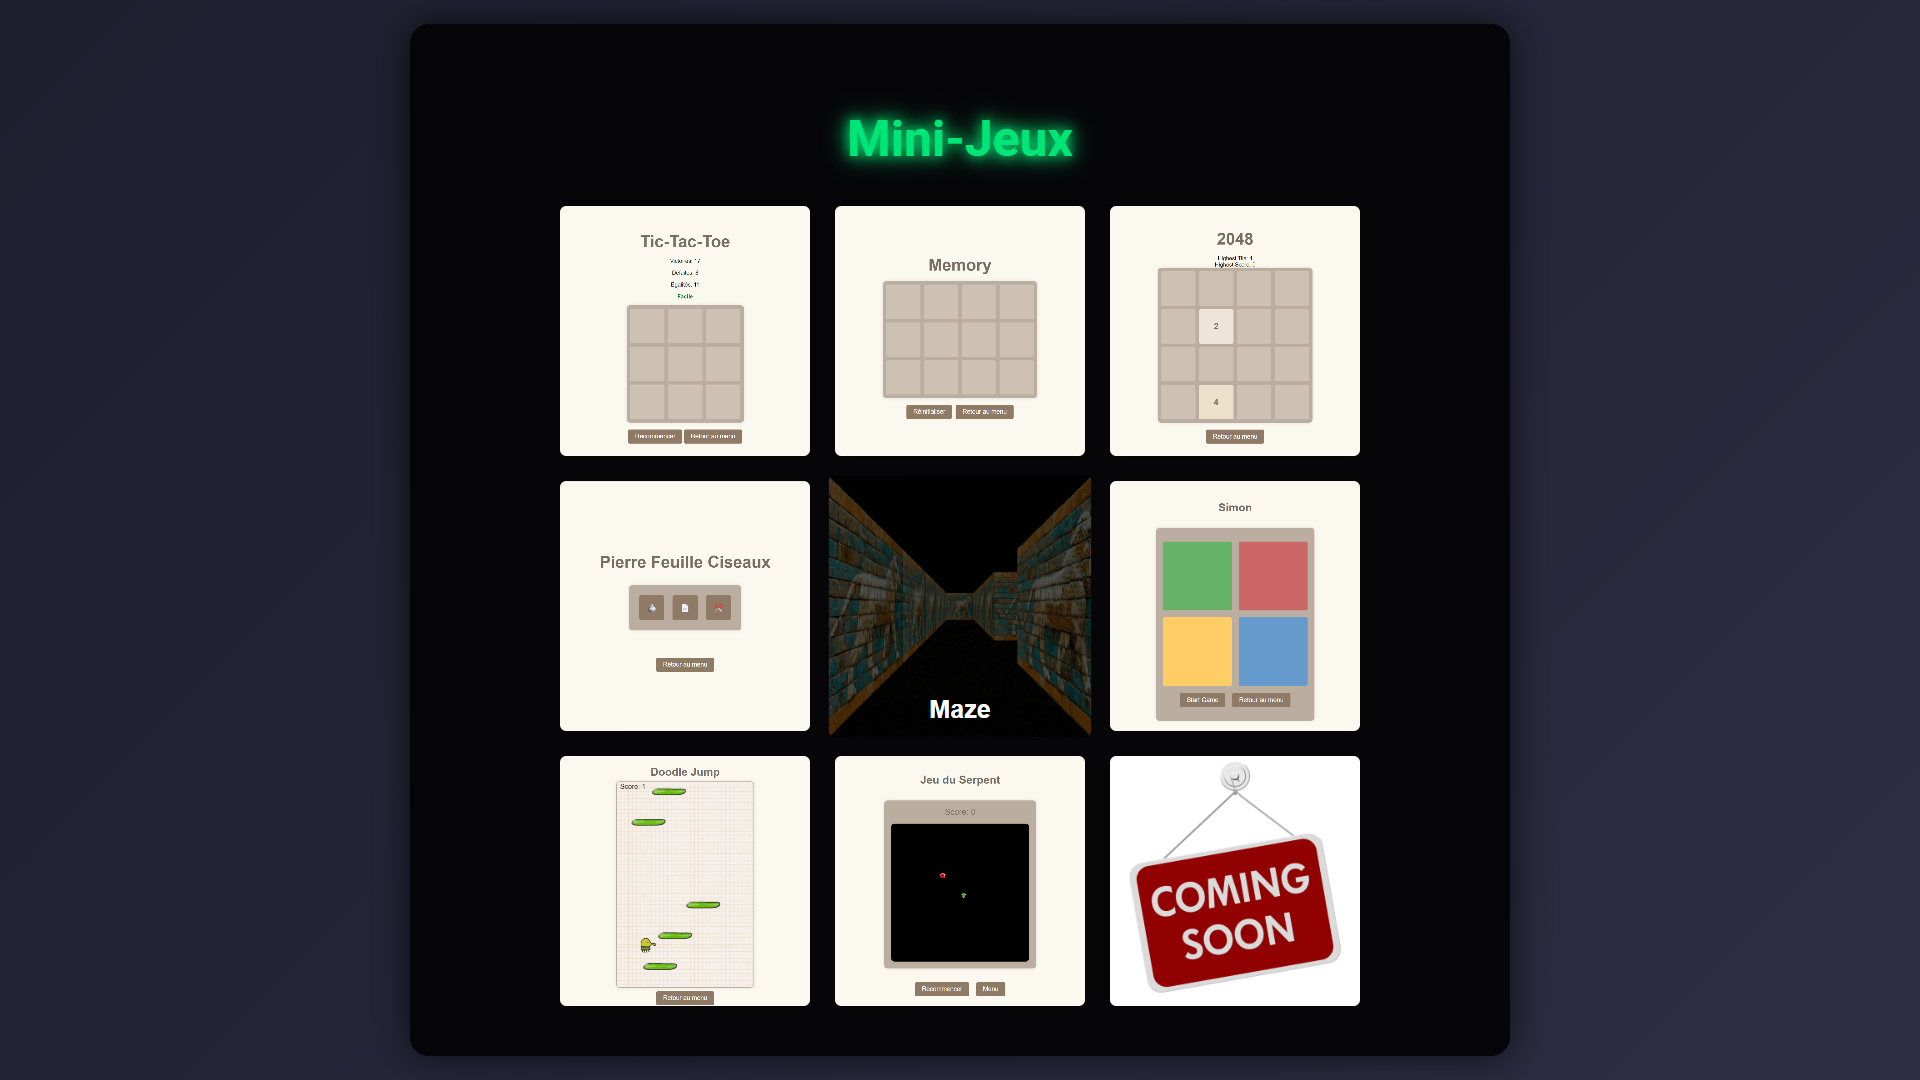 Mini-Jeux
Tic-Tac-Toe
Victoires: 17
Défaites: 8
Égalités: 11
Facile
Recommencer
Retour au menu
Memory
Réinitialiser
Retour au menu
2048
Highest Tile: 4
Highest Score: 0
2
4
Retour au menu
Pierre Feuille Ciseaux
Retour au menu
Maze
Simon
Start Game
Retour au menu
Doodle Jump
Score: 1
Retour au menu
Jeu du Serpent
Score: 0
Recommencer
Menu
COMING
SOON